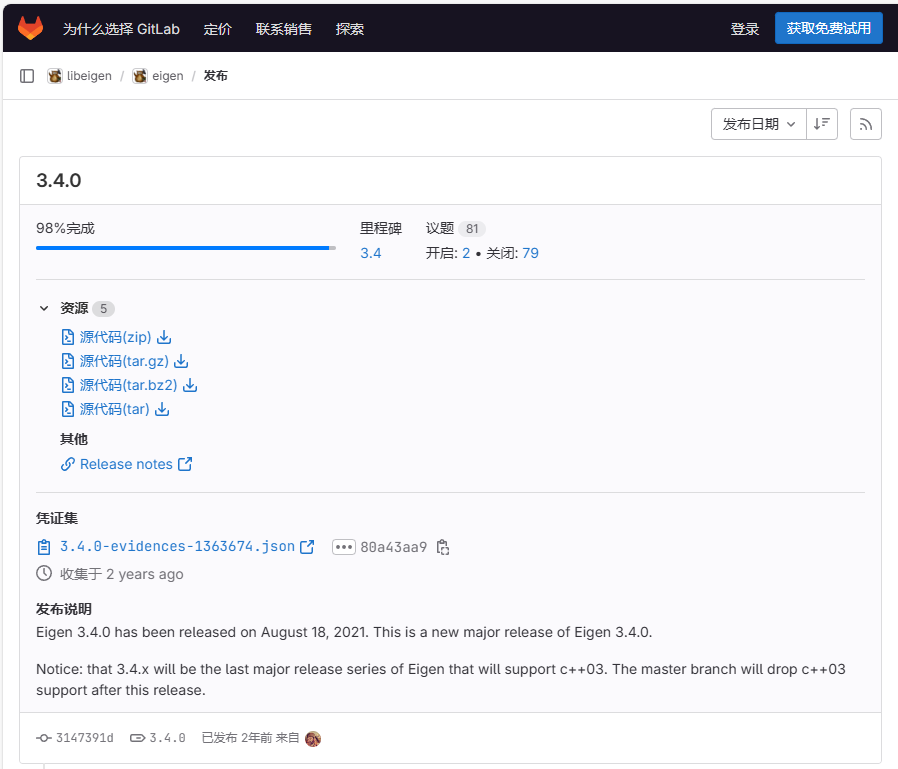 为什么选择 GitLab 定价 联系销售 探索 登录 获取免费试用
libeigen / eigen / 发布
发布日期
3.4.0
98%完成 里程碑 议题 81
3.4 开启: 2 • 关闭: 79
资源 5
源代码(zip)
源代码(tar.gz)
源代码(tar.bz2)
源代码(tar)
其他
Release notes
凭证集
3.4.0-evidences-1363674.json 80a43aa9
收集于 2 years ago
发布说明
Eigen 3.4.0 has been released on August 18, 2021. This is a new major release of Eigen 3.4.0.
Notice: that 3.4.x will be the last major release series of Eigen that will support c++03. The master branch will drop c++03
support after this release.
3147391d 3.4.0 已发布 2年前 来自